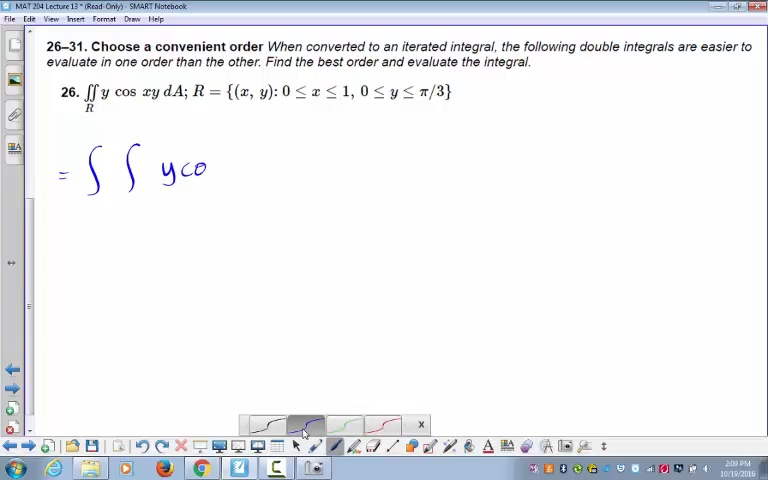 MAT 204 Lecture 13 * (Read-Only) - SMART Notebook
File Edit View Insert Format Draw Help
26–31. Choose a convenient order When converted to an iterated integral, the following double integrals are easier to
evaluate in one order than the other. Find the best order and evaluate the integral.
26. ∬_R y cos xy dA; R = {(x, y): 0 ≤ x ≤ 1, 0 ≤ y ≤ π/3}
= ∫ ∫ y co
x
A
2:09 PM
10/19/2016